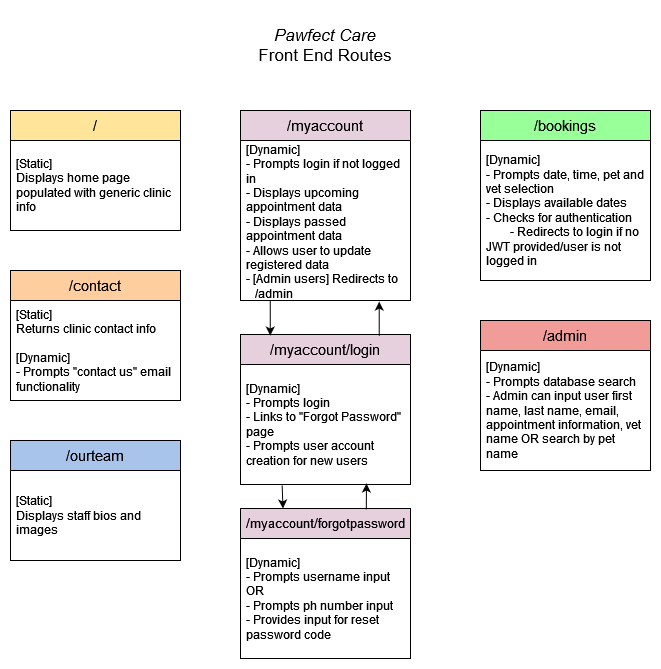 Pawfect Care
Front End Routes
/
[Static]
Displays home page
populated with generic clinic
info
/contact
[Static]
Returns clinic contact info
[Dynamic]
- Prompts "contact us" email
functionality
/ourteam
[Static]
Displays staff bios and
images
/myaccount
[Dynamic]
- Prompts login if not logged
in
- Displays upcoming
appointment data
- Displays passed
appointment data
- Allows user to update
registered data
- [Admin users] Redirects to
/admin
/myaccount/login
[Dynamic]
- Prompts login
- Links to "Forgot Password"
page
- Prompts user account
creation for new users
/myaccount/forgotpassword
[Dynamic]
- Prompts username input
OR
- Prompts ph number input
- Provides input for reset
password code
/bookings
[Dynamic]
- Prompts date, time, pet and
vet selection
- Displays available dates
- Checks for authentication
- Redirects to login if no
JWT provided/user is not
logged in
/admin
[Dynamic]
- Prompts database search
- Admin can input user first
name, last name, email,
appointment information, vet
name OR search by pet
name